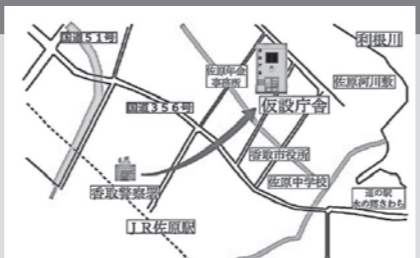 国道51号
利根川
佐原年金
事務所
佐原河川敷
仮設庁舎
国道356号
香取市役所
佐原中学校
香取警察署
道の駅
水の郷さわら
JR佐原駅